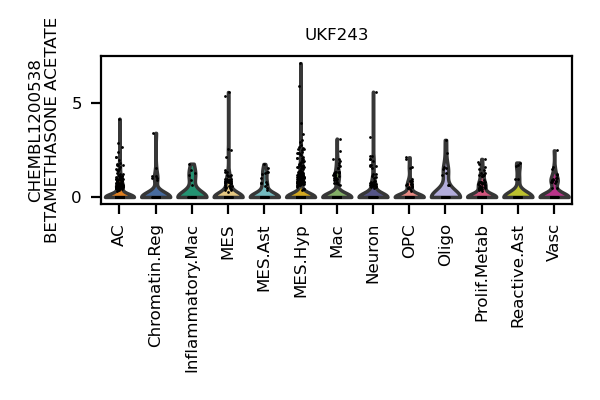 UKF243
CHEMBL1200538
BETAMETHASONE ACETATE
5
0
AC
Chromatin.Reg
Inflammatory.Mac
MES
MES.Ast
MES.Hyp
Mac
Neuron
OPC
Oligo
Prolif.Metab
Reactive.Ast
Vasc